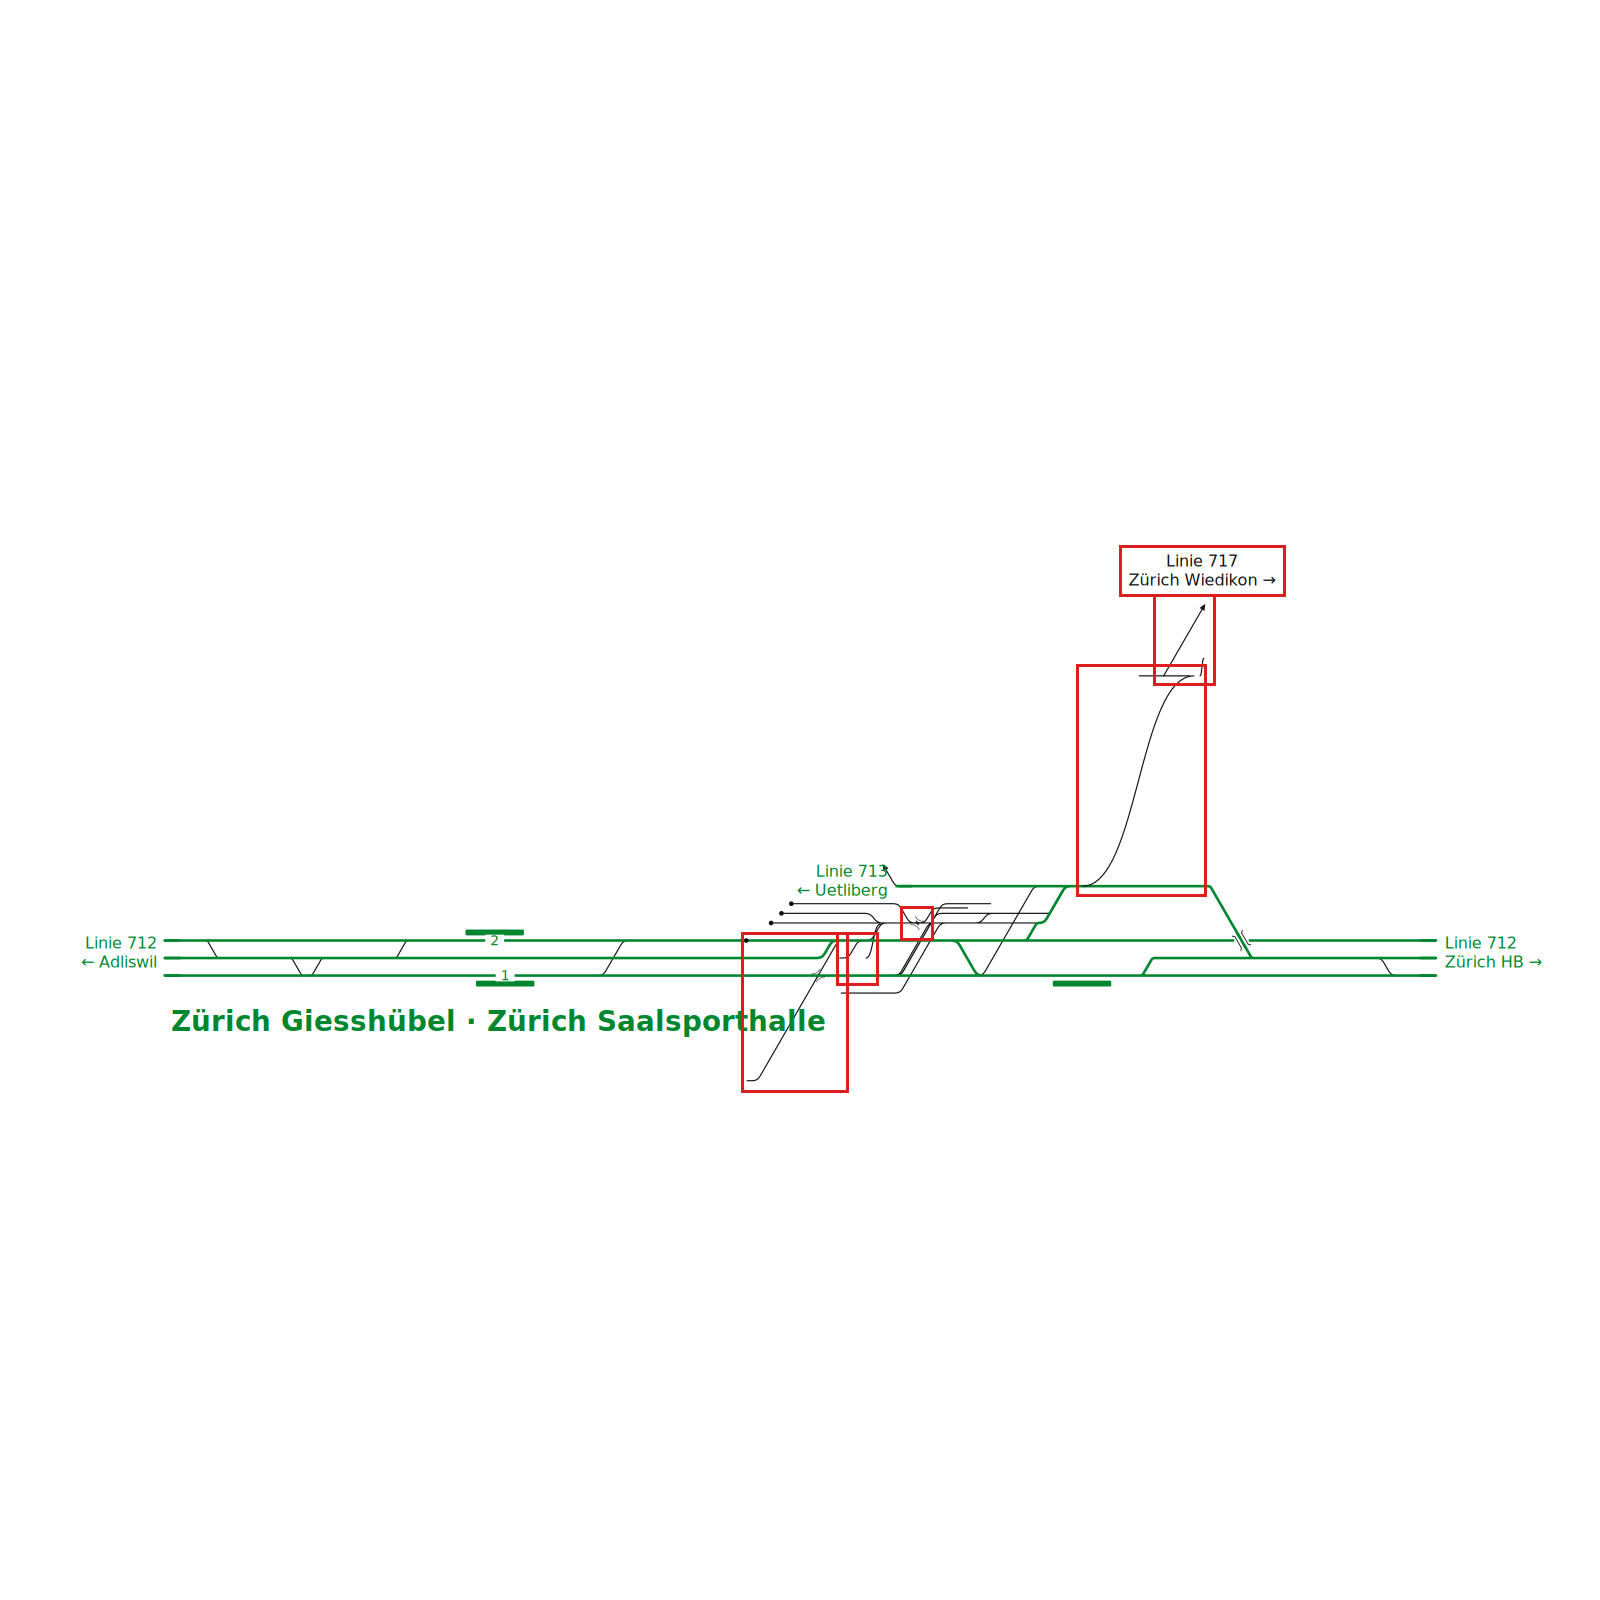 Linie 717
Zürich Wiedikon →
Linie 713
← Uetliberg
Linie 712
← Adliswil
2
1
Linie 712
Zürich HB →
Zürich Giesshübel · Zürich Saalsporthalle